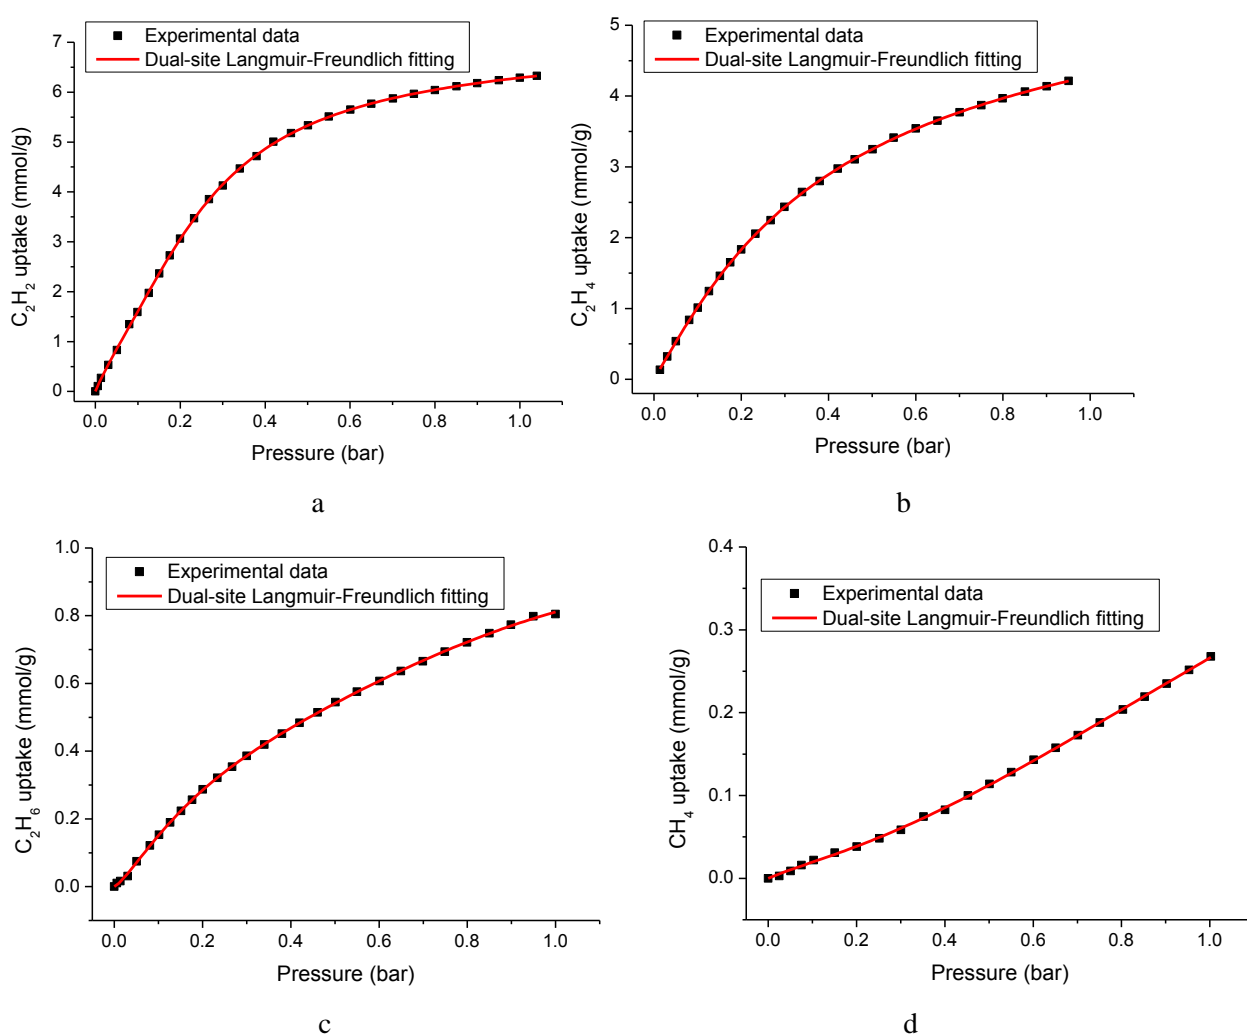 Experimental data
Dual-site Langmuir-Freundlich fitting
7
6
5
4
3
2
1
0
C₂H₂ uptake (mmol/g)
0.0 0.2 0.4 0.6 0.8 1.0
Pressure (bar)
a
Experimental data
Dual-site Langmuir-Freundlich fitting
5
4
3
2
1
0
C₂H₄ uptake (mmol/g)
0.0 0.2 0.4 0.6 0.8 1.0
Pressure (bar)
b
Experimental data
Dual-site Langmuir-Freundlich fitting
1.0
0.8
0.6
0.4
0.2
0.0
C₂H₆ uptake (mmol/g)
0.0 0.2 0.4 0.6 0.8 1.0
Pressure (bar)
c
Experimental data
Dual-site Langmuir-Freundlich fitting
0.4
0.3
0.2
0.1
0.0
CH₄ uptake (mmol/g)
0.0 0.2 0.4 0.6 0.8 1.0
Pressure (bar)
d